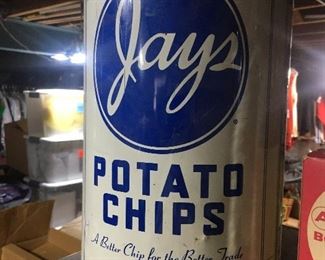 Jays
®
POTATO
CHIPS
A Better Chip for the Better Trade